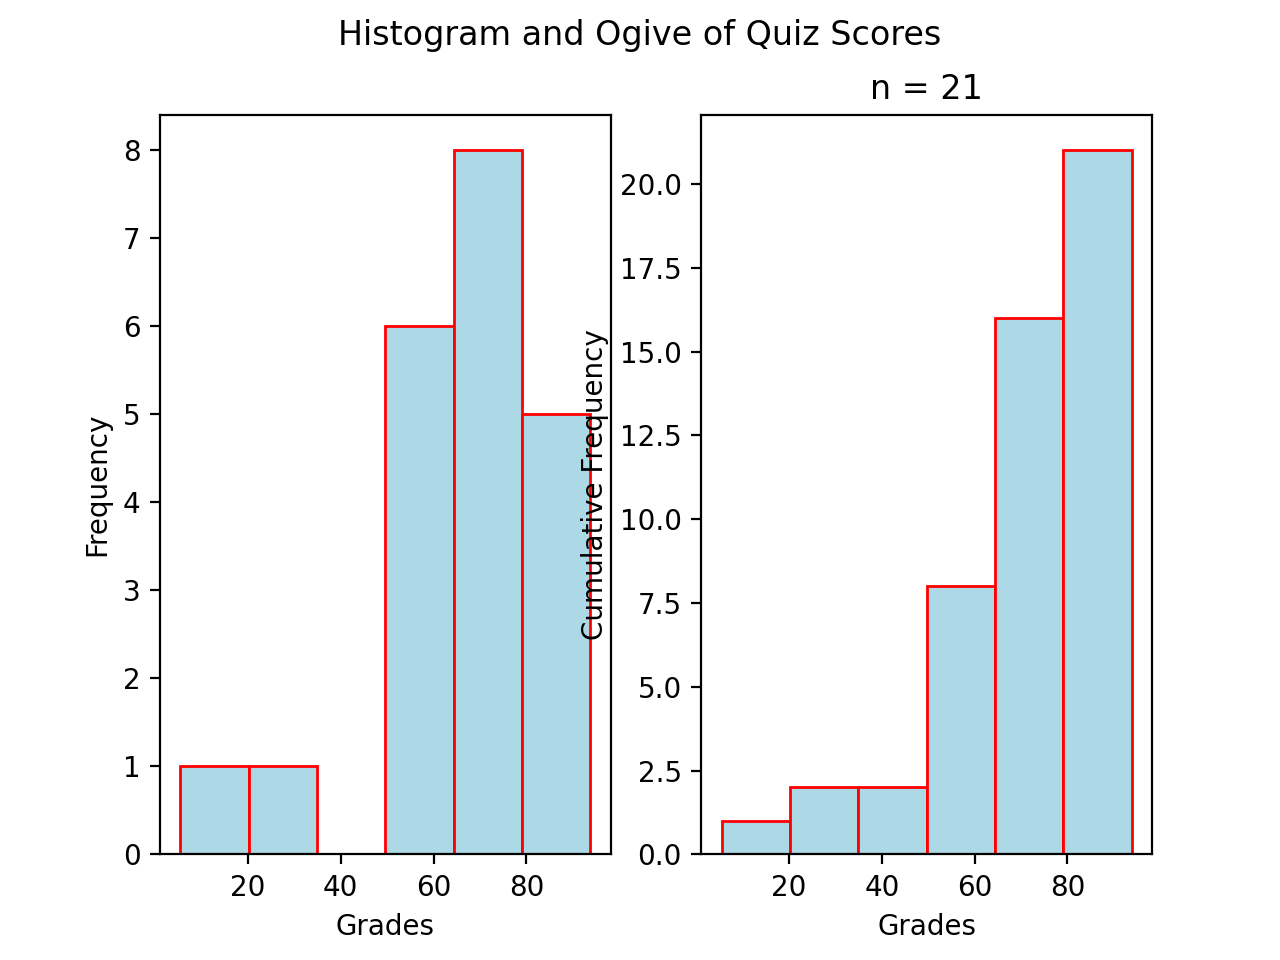 Histogram and Ogive of Quiz Scores
8
7
6
5
4
3
2
1
0
Frequency
20 40 60 80
Grades
n = 21
20.0
17.5
15.0
12.5
10.0
7.5
5.0
2.5
0.0
Cumulative Frequency
20 40 60 80
Grades